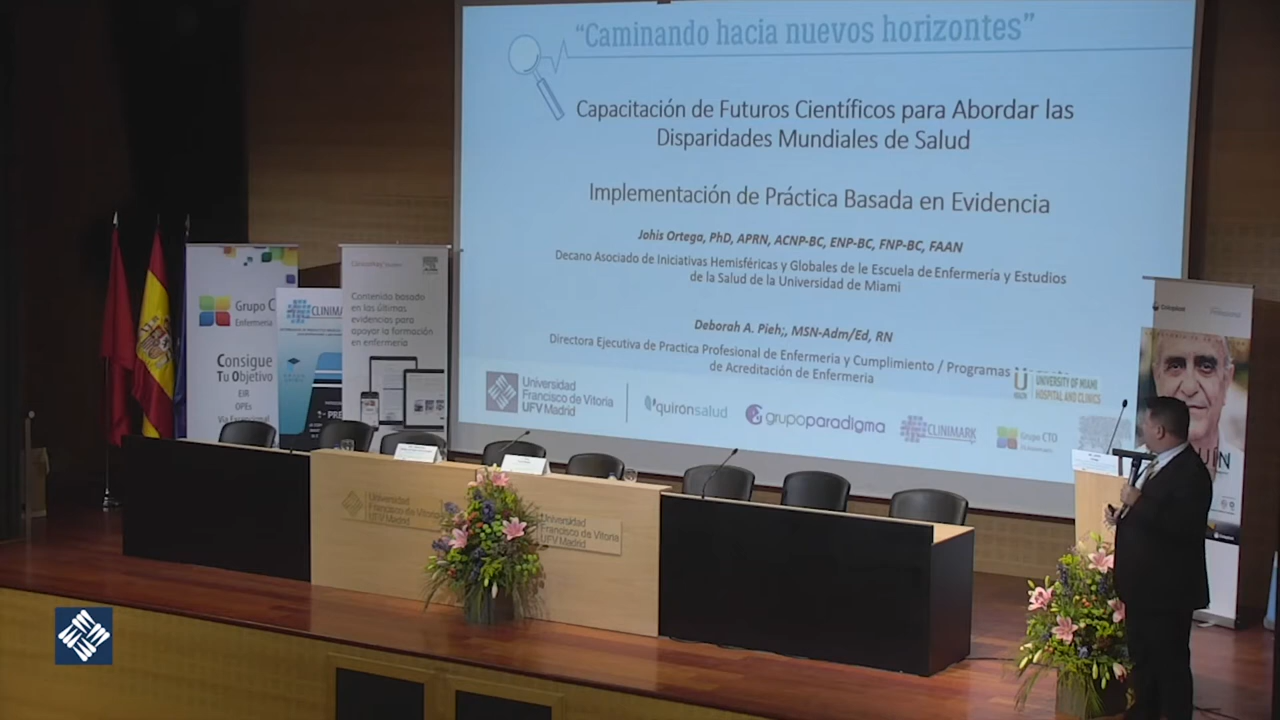 “Caminando hacia nuevos horizontes”
Capacitación de Futuros Científicos para Abordar las
Disparidades Mundiales de Salud
Implementación de Práctica Basada en Evidencia
Johis Ortega, PhD, APRN, ACNP-BC, ENP-BC, FNP-BC, FAAN
Decano Asociado de Iniciativas Hemisféricas y Globales de le Escuela de Enfermería y Estudios
de la Salud de la Universidad de Miami
Deborah A. Pieh;, MSN-Adm/Ed, RN
Directora Ejecutiva de Practica Profesional de Enfermería y Cumplimiento / Programas
de Acreditación de Enfermería
UNIVERSITY OF MIAMI
HOSPITAL AND CLINICS
Universidad
Francisco de Vitoria
UFV Madrid
quironsalud
grupoparadigma
CLINIMARK
Grupo CTO
Grupo C
Enfermería
Consigue
Tu Objetivo
EIR
OPEs
Vía Excepcional
CLINIMA
Contenido basado
en las últimas
evidencias para
apoyar la formación
en enfermería
Universidad
Francisco de Vitoria
UFV Madrid
Universidad
Francisco de Vitoria
UFV Madrid